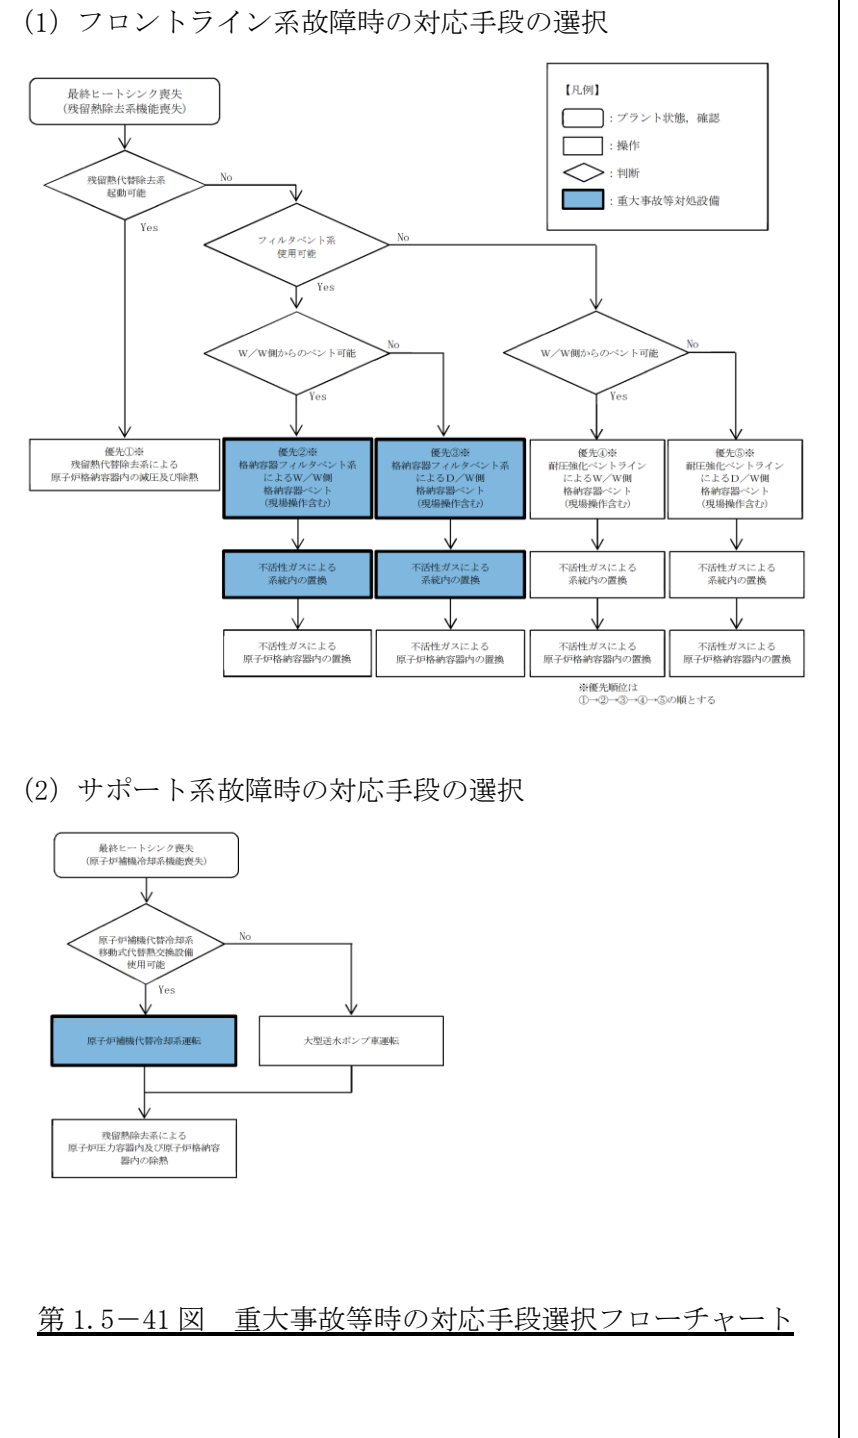 (1) フロントライン系故障時の対応手段の選択
最終ヒートシンク喪失
(残留熱除去系機能喪失)
【凡例】
：プラント状態，確認
：操作
：判断
：重大事故等対処設備
残留熱代替除去系
起動可能
No
Yes
フィルタベント系
使用可能
No
Yes
W／W側からのベント可能
No
Yes
W／W側からのベント可能
No
Yes
優先①※
残留熱代替除去系による
原子炉格納容器内の減圧及び除熱
優先②※
格納容器フィルタベント系
によるW／W側
格納容器ベント
(現場操作含む)
優先③※
格納容器フィルタベント系
によるD／W側
格納容器ベント
(現場操作含む)
優先④※
耐圧強化ベントライン
によるW／W側
格納容器ベント
(現場操作含む)
優先⑤※
耐圧強化ベントライン
によるD／W側
格納容器ベント
(現場操作含む)
不活性ガスによる
系統内の置換
不活性ガスによる
系統内の置換
不活性ガスによる
系統内の置換
不活性ガスによる
系統内の置換
不活性ガスによる
原子炉格納容器内の置換
不活性ガスによる
原子炉格納容器内の置換
不活性ガスによる
原子炉格納容器内の置換
不活性ガスによる
原子炉格納容器内の置換
※優先順位は
①→②→③→④→⑤の順とする
(2) サポート系故障時の対応手段の選択
最終ヒートシンク喪失
(原子炉補機冷却系機能喪失)
原子炉補機代替冷却系
移動式代替熱交換設備
使用可能
No
Yes
原子炉補機代替冷却系運転
大型送水ポンプ車運転
残留熱除去系による
原子炉圧力容器内及び原子炉格納容
器内の除熱
第 1.5－41 図　重大事故等時の対応手段選択フローチャート